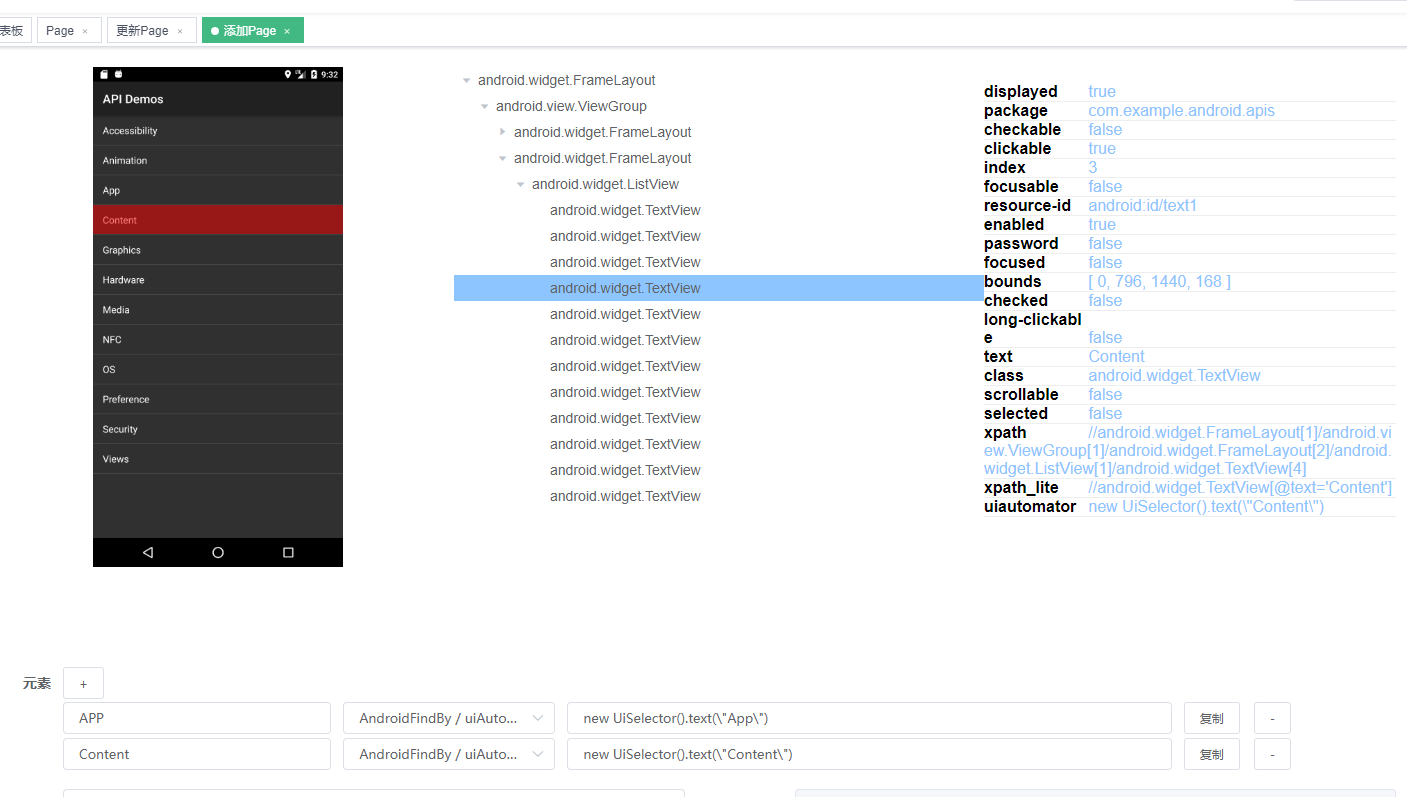 表板
Page ×
更新Page ×
添加Page ×
9:32
API Demos
Accessibility
Animation
App
Content
Graphics
Hardware
Media
NFC
OS
Preference
Security
Views
android.widget.FrameLayout
android.view.ViewGroup
android.widget.FrameLayout
android.widget.FrameLayout
android.widget.ListView
android.widget.TextView
android.widget.TextView
android.widget.TextView
android.widget.TextView
android.widget.TextView
android.widget.TextView
android.widget.TextView
android.widget.TextView
android.widget.TextView
android.widget.TextView
android.widget.TextView
android.widget.TextView
displayed true
package com.example.android.apis
checkable false
clickable true
index 3
focusable false
resource-id android:id/text1
enabled true
password false
focused false
bounds [ 0, 796, 1440, 168 ]
checked false
long-clickabl
e false
text Content
class android.widget.TextView
scrollable false
selected false
xpath //android.widget.FrameLayout[1]/android.vi
ew.ViewGroup[1]/android.widget.FrameLayout[2]/android.
widget.ListView[1]/android.widget.TextView[4]
xpath_lite //android.widget.TextView[@text='Content']
uiautomator new UiSelector().text(\"Content\")
元素 +
APP AndroidFindBy / uiAuto... new UiSelector().text(\"App\") 复制 -
Content AndroidFindBy / uiAuto... new UiSelector().text(\"Content\") 复制 -